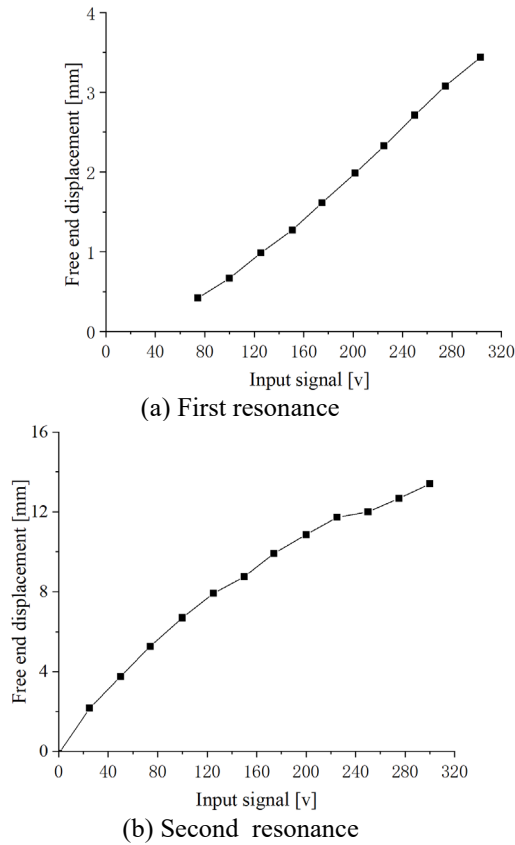 Free end displacement [mm]
4
3
2
1
0
0 40 80 120 160 200 240 280 320
Input signal [v]
(a) First resonance
Free end displacement [mm]
16
12
8
4
0
0 40 80 120 160 200 240 280 320
Input signal [v]
(b) Second resonance